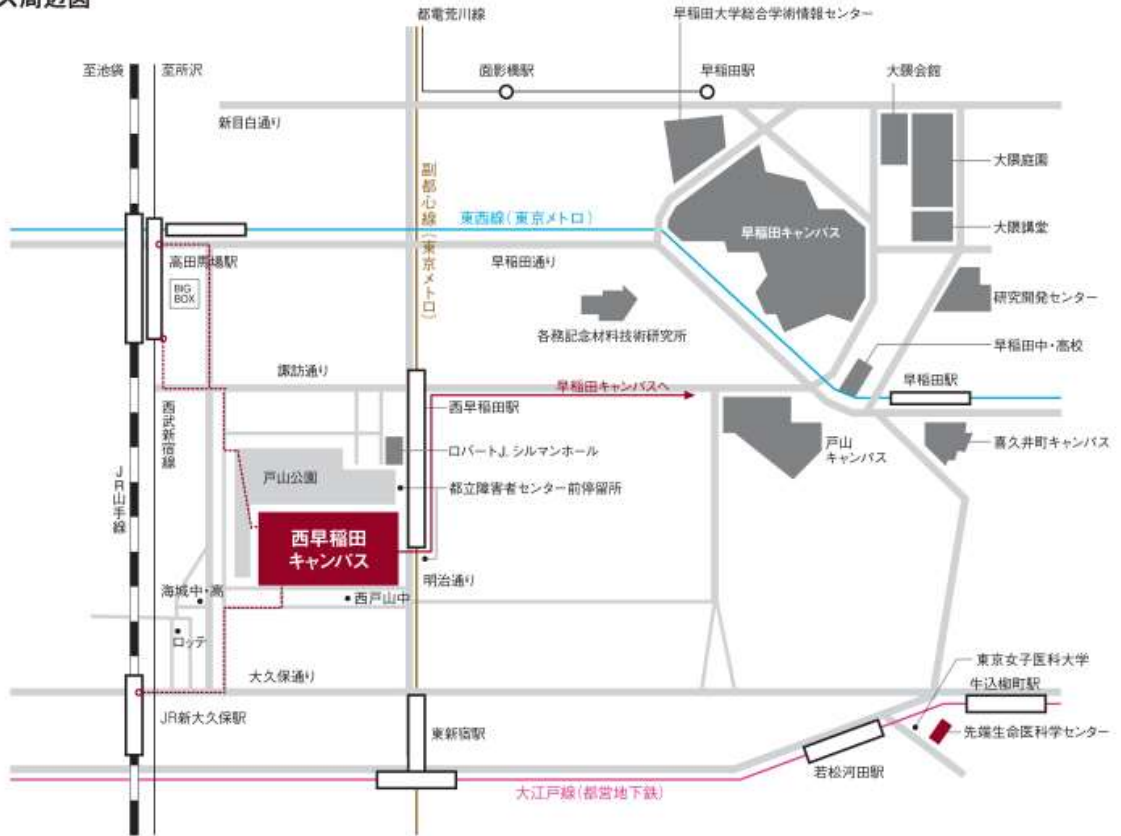 ス周辺図
都電荒川線
早稲田大学総合学術情報センター
至池袋
至所沢
面影橋駅
早稲田駅
大隈会館
新目白通り
副都心線(東京メトロ)
大隈庭園
東西線(東京メトロ)
大隈講堂
早稲田キャンパス
高田馬場駅
早稲田通り
BIG
BOX
研究開発センター
各務記念材料技術研究所
早稲田中・高校
諏訪通り
早稲田キャンパスへ
早稲田駅
西武新宿線
西早稲田駅
JR山手線
ロバートJ. シルマンホール
戸山
キャンパス
喜久井町キャンパス
戸山公園
都立障害者センター前停留所
西早稲田
キャンパス
明治通り
海城中・高
西戸山中
ロッテ
大久保通り
東京女子医科大学
牛込柳町駅
JR新大久保駅
東新宿駅
先端生命医科学センター
若松河田駅
大江戸線(都営地下鉄)